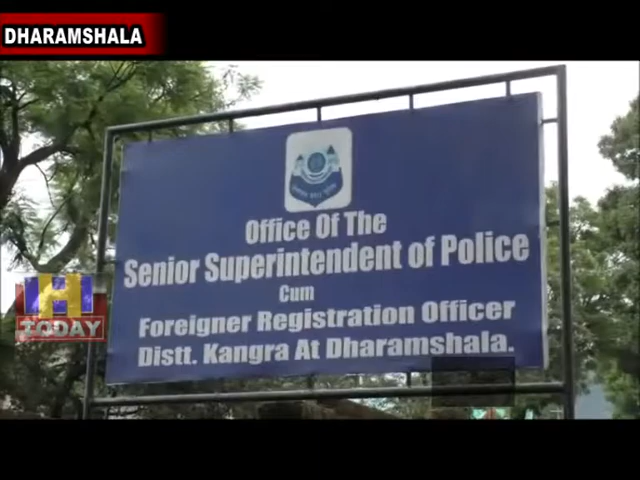 DHARAMSHALA
Office Of The
Senior Superintendent of Police
Cum
Foreigner Registration Officer
Distt. Kangra At Dharamshala.
H
TODAY